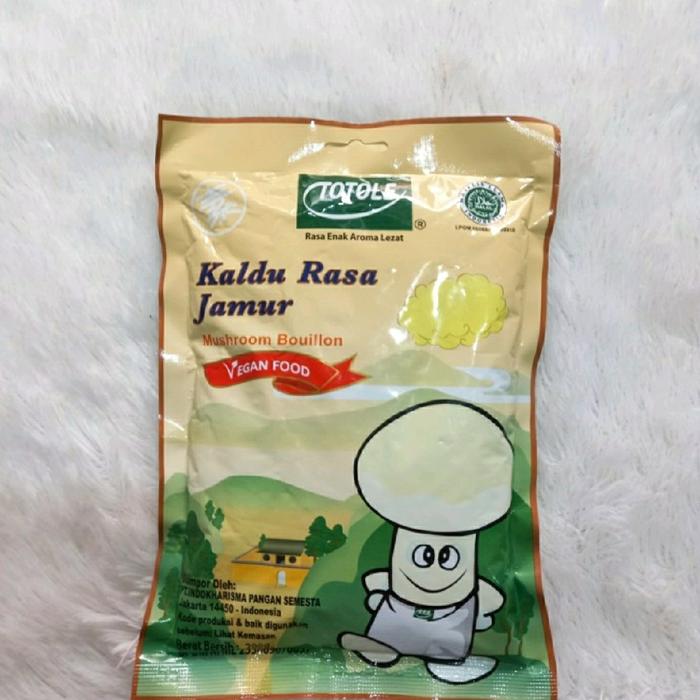 TOTOLE
®
HALAL
Rasa Enak Aroma Lezat
Kaldu Rasa
Jamur
Mushroom Bouillon
VEGAN FOOD
Oleh:
PT.INDOKHARISMA PANGAN SEMESTA
Jakarta 14450 - Indonesia
Kode produksi & baik digunakan
sebelum: Lihat Kemasan
Berat Bersih: